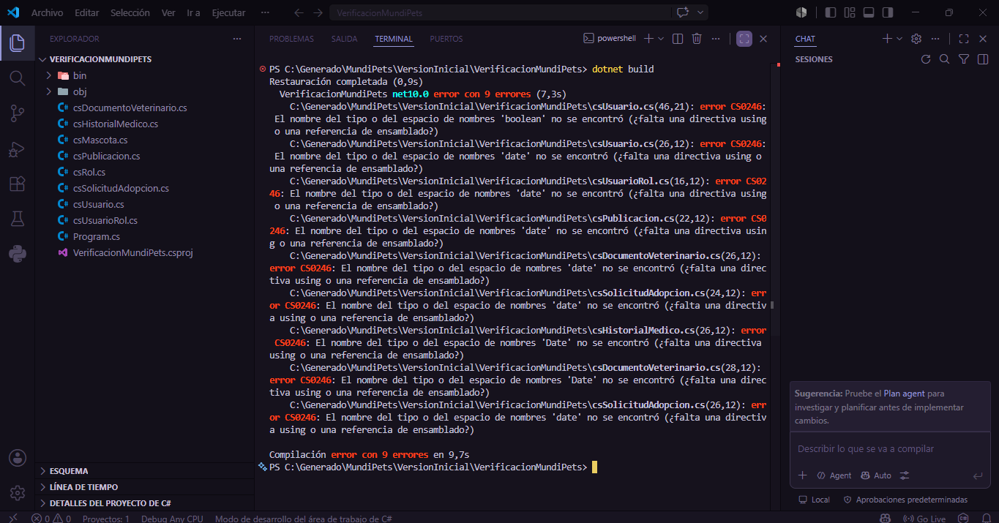 Archivo Editar Selección Ver Ir a Ejecutar ··· VerificacionMundiPets
EXPLORADOR ···
VERIFICACIONMUNDIPETS
bin
obj
csDocumentoVeterinario.cs
csHistorialMedico.cs
csMascota.cs
csPublicacion.cs
csRol.cs
csSolicitudAdopcion.cs
csUsuario.cs
csUsuarioRol.cs
Program.cs
VerificacionMundiPets.csproj
ESQUEMA
LÍNEA DE TIEMPO
DETALLES DEL PROYECTO DE C#
PROBLEMAS SALIDA TERMINAL PUERTOS powershell
PS C:\Generado\MundiPets\VersionInicial\VerificacionMundiPets> dotnet build
Restauración completada (0,9s)
VerificacionMundiPets net10.0 error con 9 errores (7,3s)
C:\Generado\MundiPets\VersionInicial\VerificacionMundiPets\csUsuario.cs(46,21): error CS0246:
El nombre del tipo o del espacio de nombres 'boolean' no se encontró (¿falta una directiva using
o una referencia de ensamblado?)
C:\Generado\MundiPets\VersionInicial\VerificacionMundiPets\csUsuario.cs(26,12): error CS0246:
El nombre del tipo o del espacio de nombres 'date' no se encontró (¿falta una directiva using o
una referencia de ensamblado?)
C:\Generado\MundiPets\VersionInicial\VerificacionMundiPets\csUsuarioRol.cs(16,12): error CS02
46: El nombre del tipo o del espacio de nombres 'date' no se encontró (¿falta una directiva using
o una referencia de ensamblado?)
C:\Generado\MundiPets\VersionInicial\VerificacionMundiPets\csPublicacion.cs(22,12): error CS0
246: El nombre del tipo o del espacio de nombres 'date' no se encontró (¿falta una directiva usin
g o una referencia de ensamblado?)
C:\Generado\MundiPets\VersionInicial\VerificacionMundiPets\csDocumentoVeterinario.cs(26,12):
error CS0246: El nombre del tipo o del espacio de nombres 'date' no se encontró (¿falta una direc
tiva using o una referencia de ensamblado?)
C:\Generado\MundiPets\VersionInicial\VerificacionMundiPets\csSolicitudAdopcion.cs(24,12): err
or CS0246: El nombre del tipo o del espacio de nombres 'date' no se encontró (¿falta una directiv
a using o una referencia de ensamblado?)
C:\Generado\MundiPets\VersionInicial\VerificacionMundiPets\csHistorialMedico.cs(26,12): error
CS0246: El nombre del tipo o del espacio de nombres 'Date' no se encontró (¿falta una directiva
using o una referencia de ensamblado?)
C:\Generado\MundiPets\VersionInicial\VerificacionMundiPets\csDocumentoVeterinario.cs(28,12):
error CS0246: El nombre del tipo o del espacio de nombres 'Date' no se encontró (¿falta una direc
tiva using o una referencia de ensamblado?)
C:\Generado\MundiPets\VersionInicial\VerificacionMundiPets\csSolicitudAdopcion.cs(26,12): err
or CS0246: El nombre del tipo o del espacio de nombres 'date' no se encontró (¿falta una directiv
a using o una referencia de ensamblado?)
Compilación error con 9 errores en 9,7s
PS C:\Generado\MundiPets\VersionInicial\VerificacionMundiPets>
CHAT
SESIONES
Sugerencia: Pruebe el Plan agent para
investigar y planificar antes de implementar
cambios.
Describir lo que se va a compilar
Agent Auto
Local Aprobaciones predeterminadas
0 0 Proyectos: 1 Debug Any CPU Modo de desarrollo del área de trabajo de C# Go Live